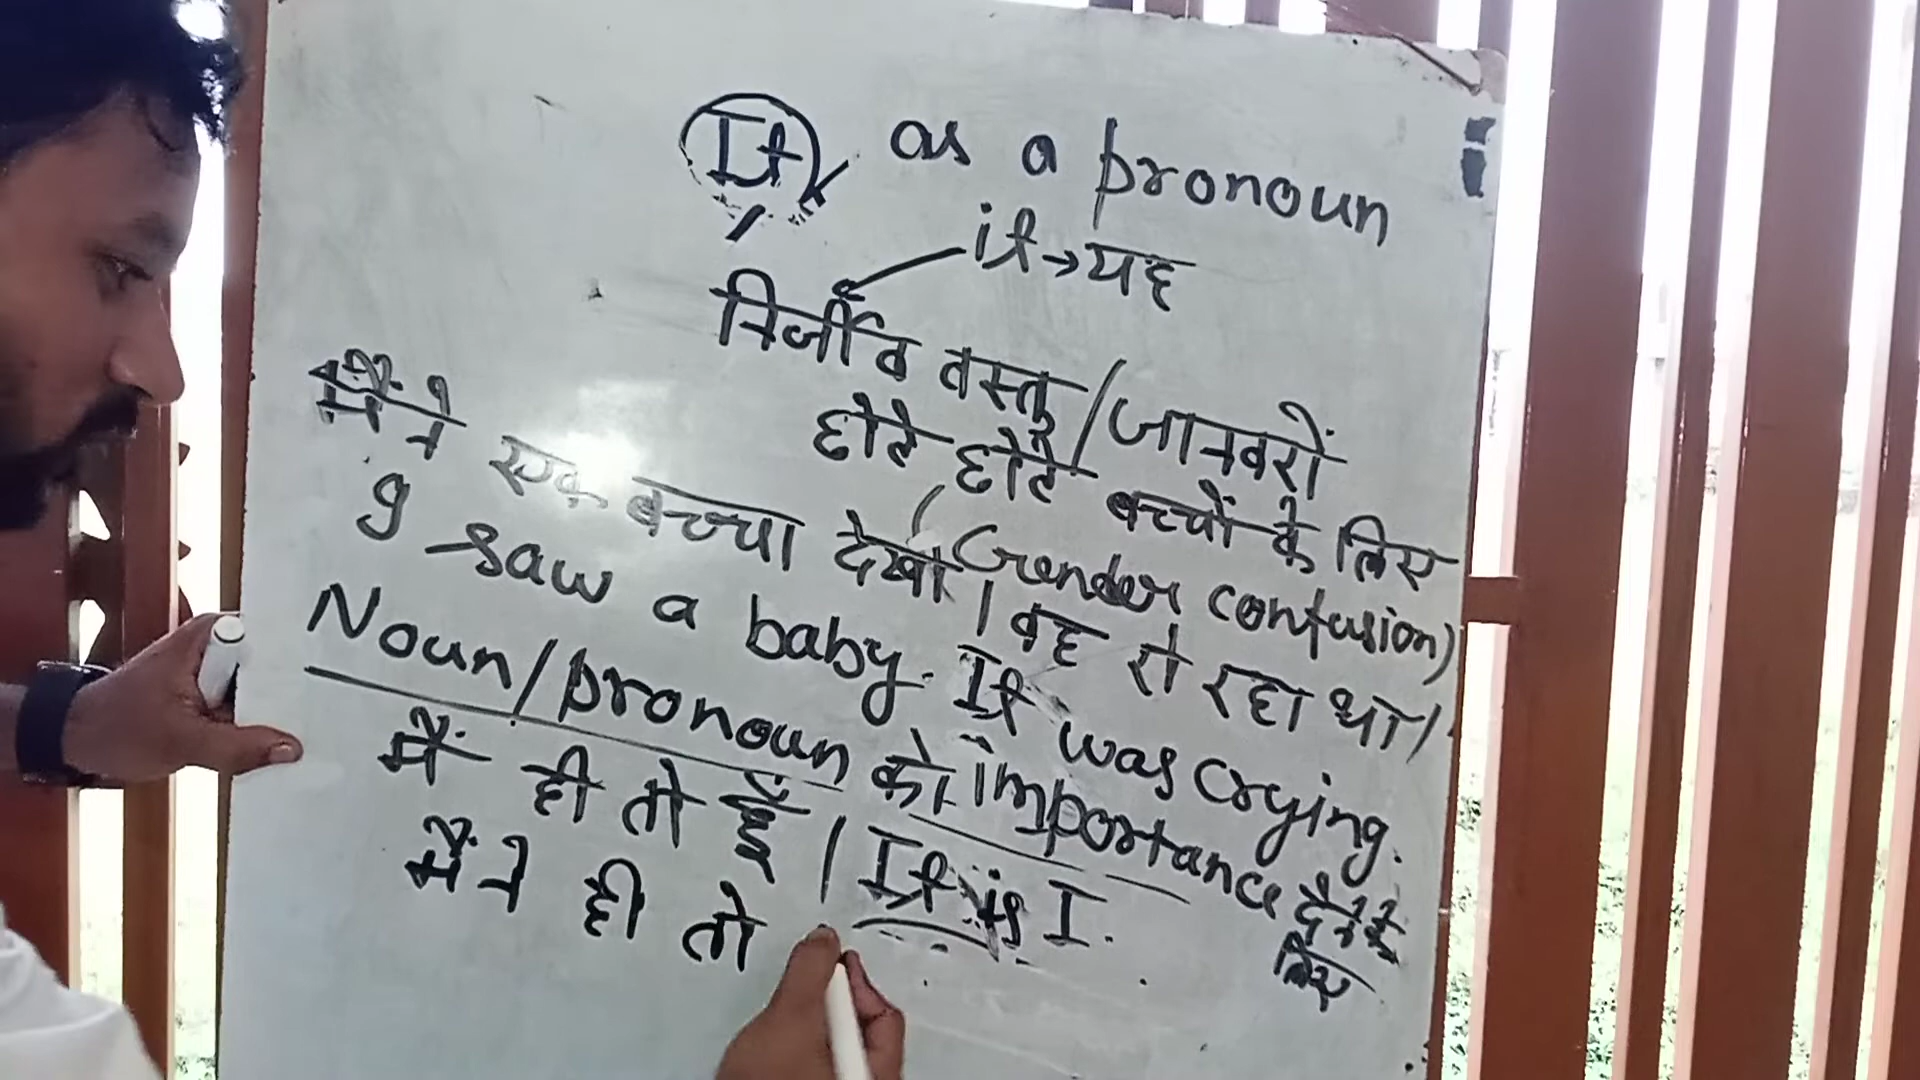 It as a pronoun
it→यह
निर्जीव वस्तु/जानवरों
छोटे छोटे बच्चों के लिए
(Gender confusion)
मैंने एक बच्चा देखा। वह रो रहा था।
I saw a baby. It was crying.
Noun/pronoun को importance देने के लिए
मैं ही तो हूँ। It is I.
मैंने ही तो